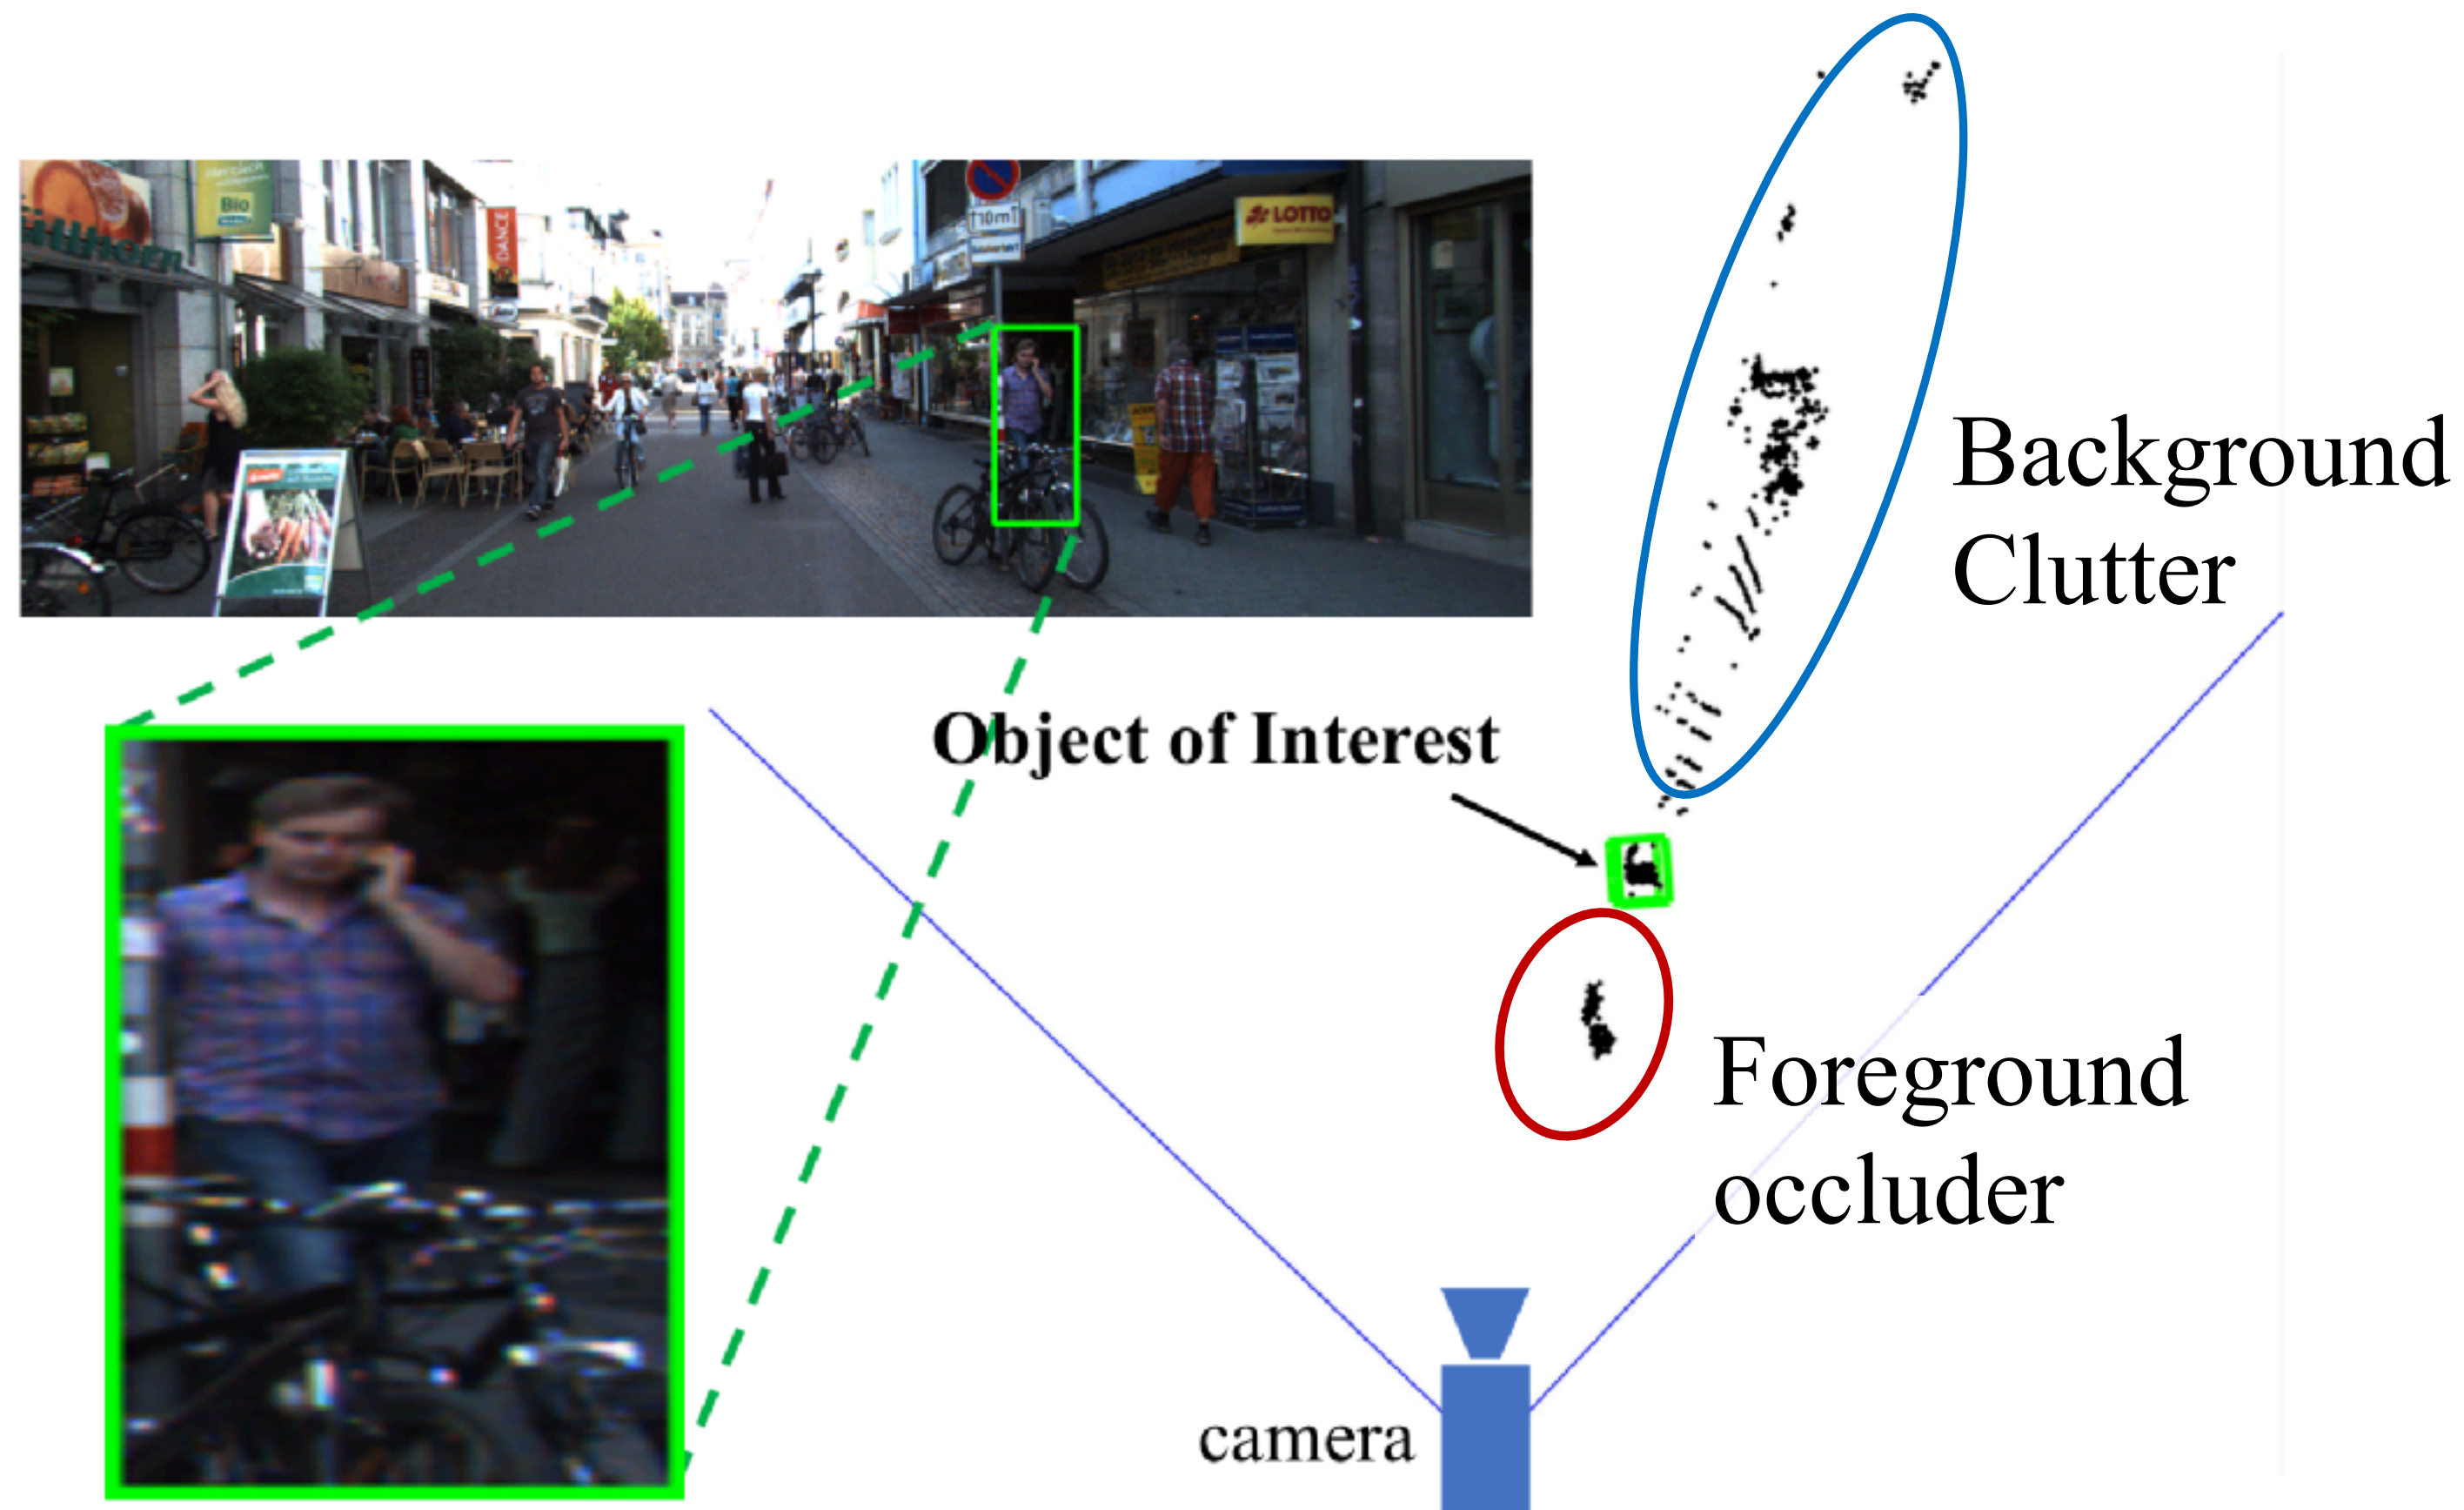 Bio
DANCE
10m
LOTTO
Background
Clutter
Object of Interest
Foreground
occluder
camera